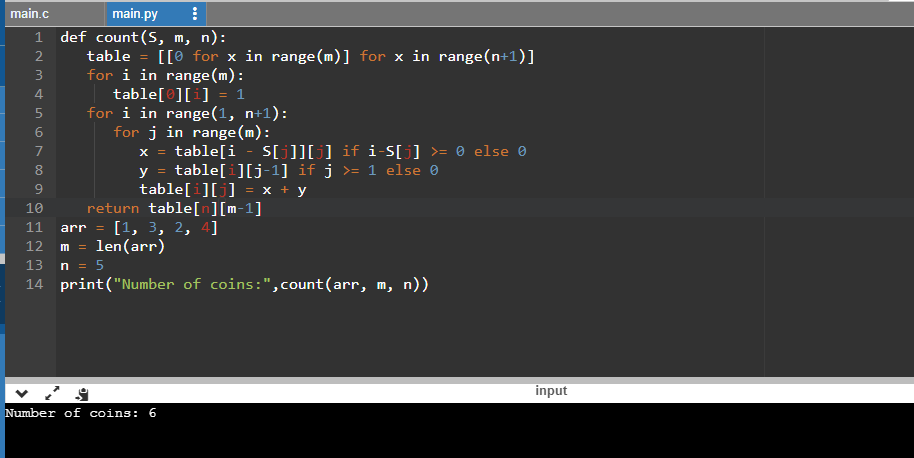 main.c main.py
1 def count(S, m, n):
2 table = [[0 for x in range(m)] for x in range(n+1)]
3 for i in range(m):
4 table[0][i] = 1
5 for i in range(1, n+1):
6 for j in range(m):
7 x = table[i - S[j]][j] if i-S[j] >= 0 else 0
8 y = table[i][j-1] if j >= 1 else 0
9 table[i][j] = x + y
10 return table[n][m-1]
11 arr = [1, 3, 2, 4]
12 m = len(arr)
13 n = 5
14 print("Number of coins:",count(arr, m, n))
input
Number of coins: 6